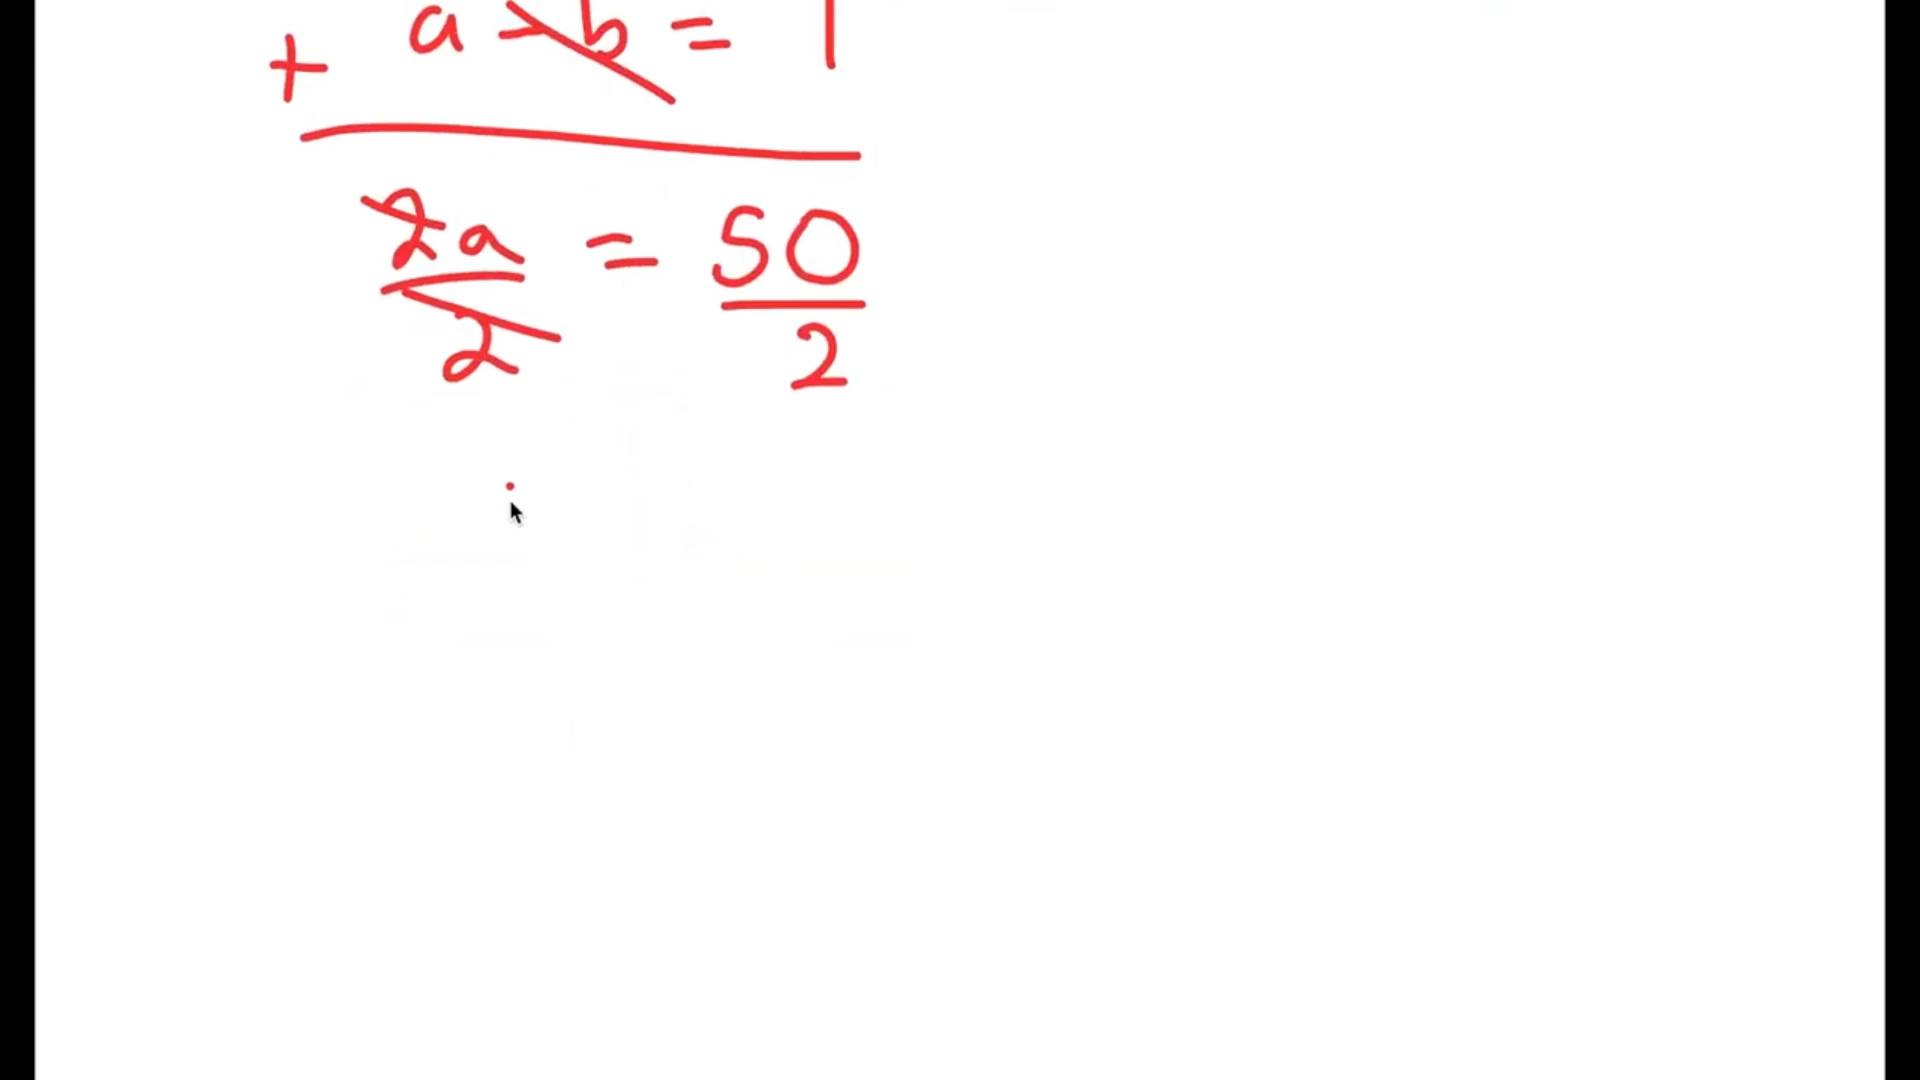 + a - b = 1
2a = 50
2 2